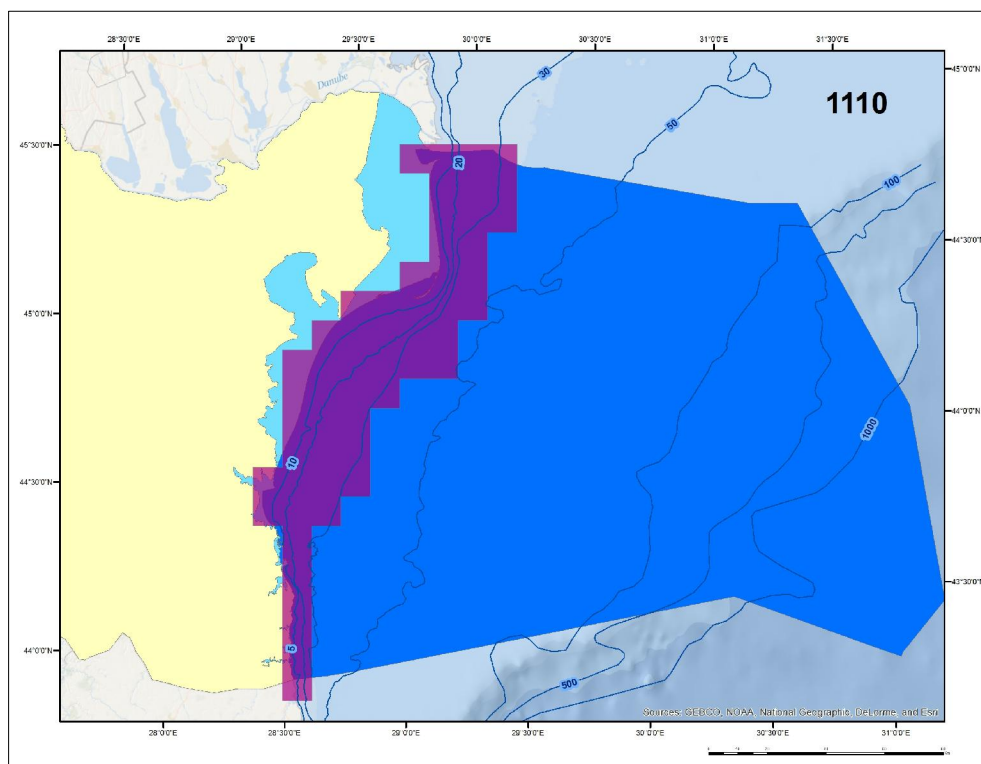 28°30'0"E 29°0'0"E 29°30'0"E 30°0'0"E 30°30'0"E 31°0'0"E 31°30'0"E
45°0'0"N
Danube
30
1110
50
45°30'0"N
20
100
44°30'0"N
45°0'0"N
44°0'0"N
1000
10
44°30'0"N
43°30'0"N
44°0'0"N
5
500
Sources: GEBCO, NOAA, National Geographic, DeLorme, and Esri
28°0'0"E 28°30'0"E 29°0'0"E 29°30'0"E 30°0'0"E 30°30'0"E 31°0'0"E